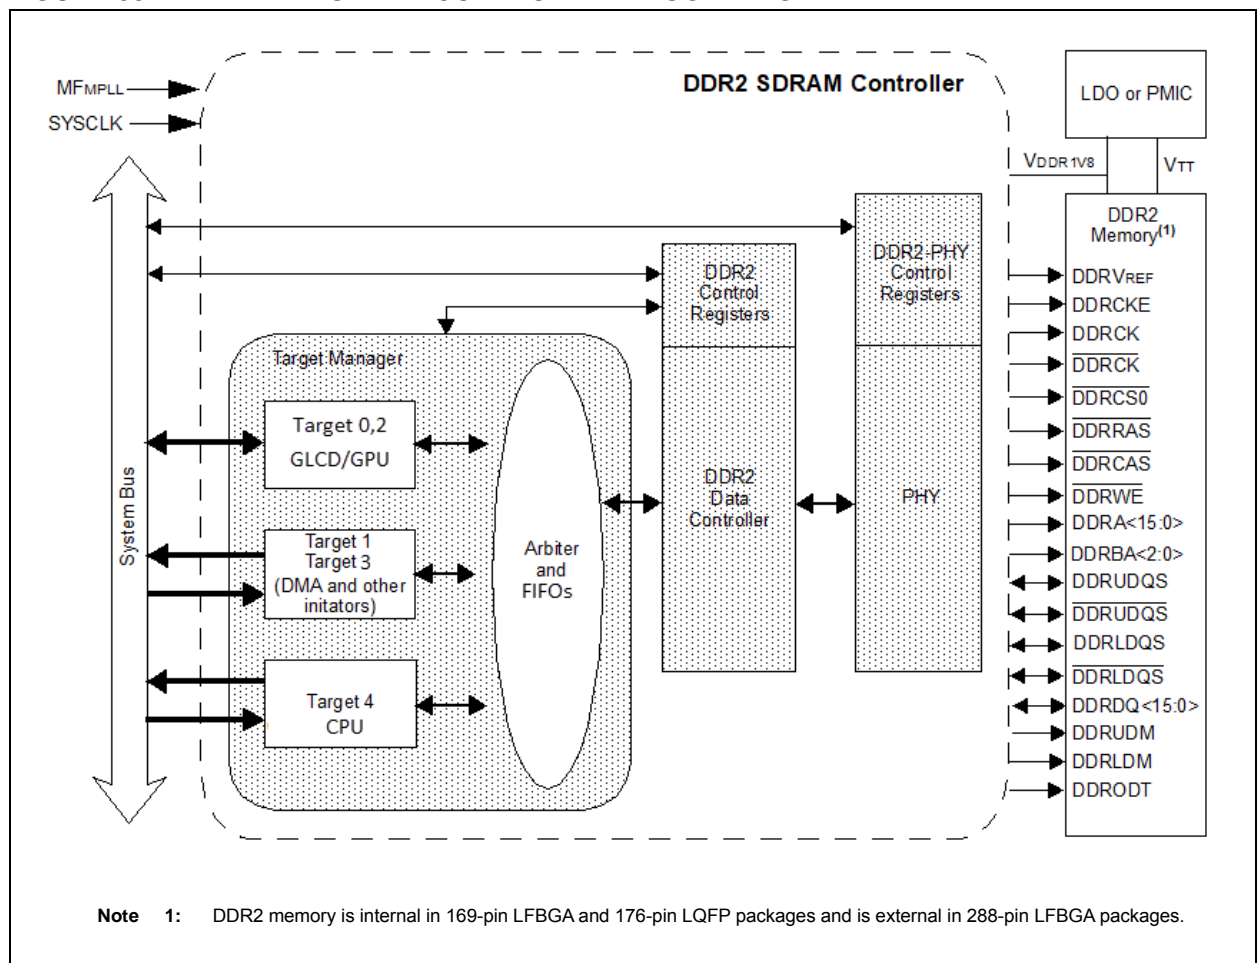 MFMPLL
SYSCLK
DDR2 SDRAM Controller
LDO or PMIC
VDDR1V8
VTT
System Bus
DDR2
Memory(1)
DDR2-PHY
Control
Registers
DDR2
Control
Registers
Target Manager
Target 0,2
GLCD/GPU
Target 1
Target 3
(DMA and other
initators)
Target 4
CPU
Arbiter
and
FIFOs
DDR2
Data
Controller
PHY
DDRVREF
DDRCKE
DDRCK
DDRCK
DDRCS0
DDRRAS
DDRCAS
DDRWE
DDRA<15:0>
DDRBA<2:0>
DDRUDQS
DDRUDQS
DDRLDQS
DDRLDQS
DDRDQ<15:0>
DDRUDM
DDRLDM
DDRODT
Note 1: DDR2 memory is internal in 169-pin LFBGA and 176-pin LQFP packages and is external in 288-pin LFBGA packages.